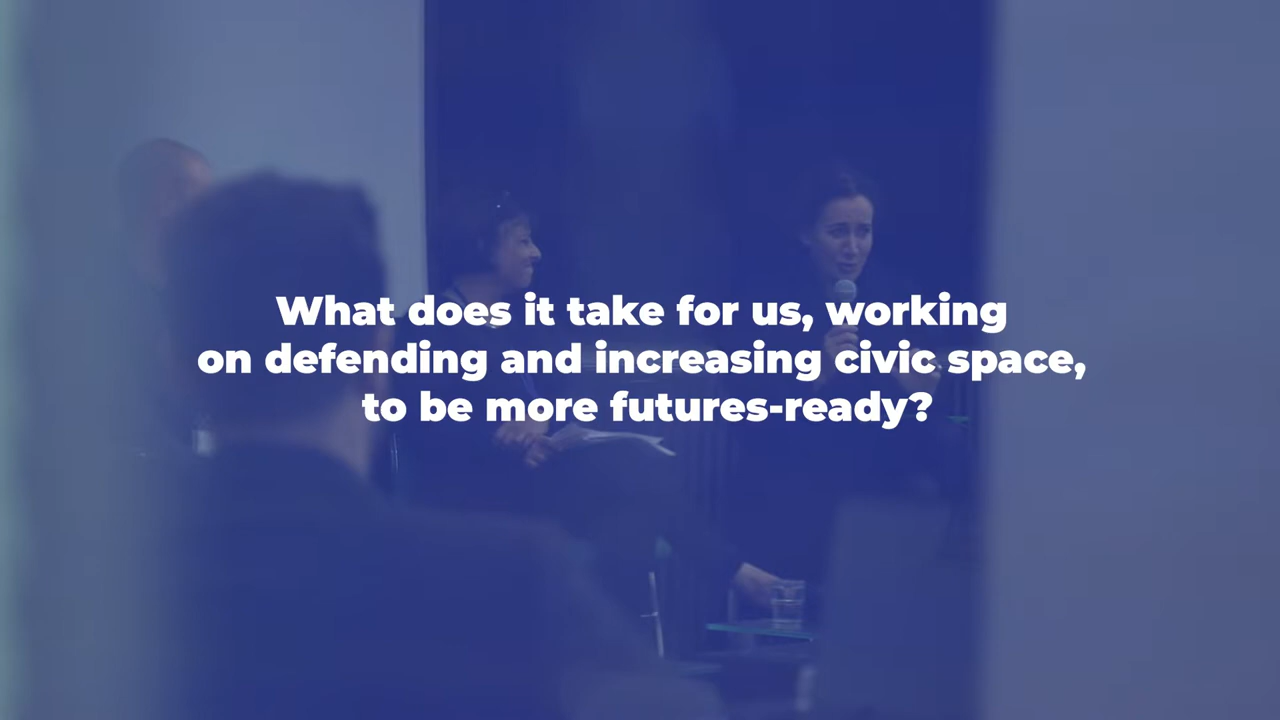 What does it take for us, working
on defending and increasing civic space,
to be more futures-ready?